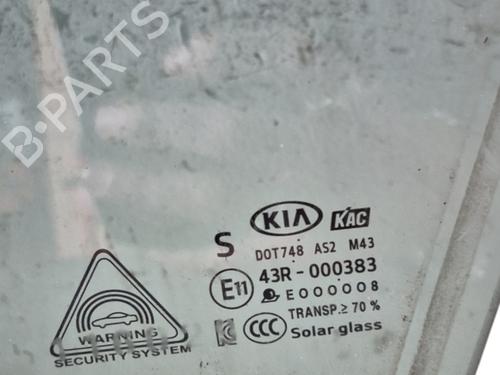 B-PARTS
KIA KAC
S
DOT748 AS2 M43
E11
43R-000383
E000008
TRANSP.≥70%
CCC Solar glass
WARNING
SECURITY SYSTEM